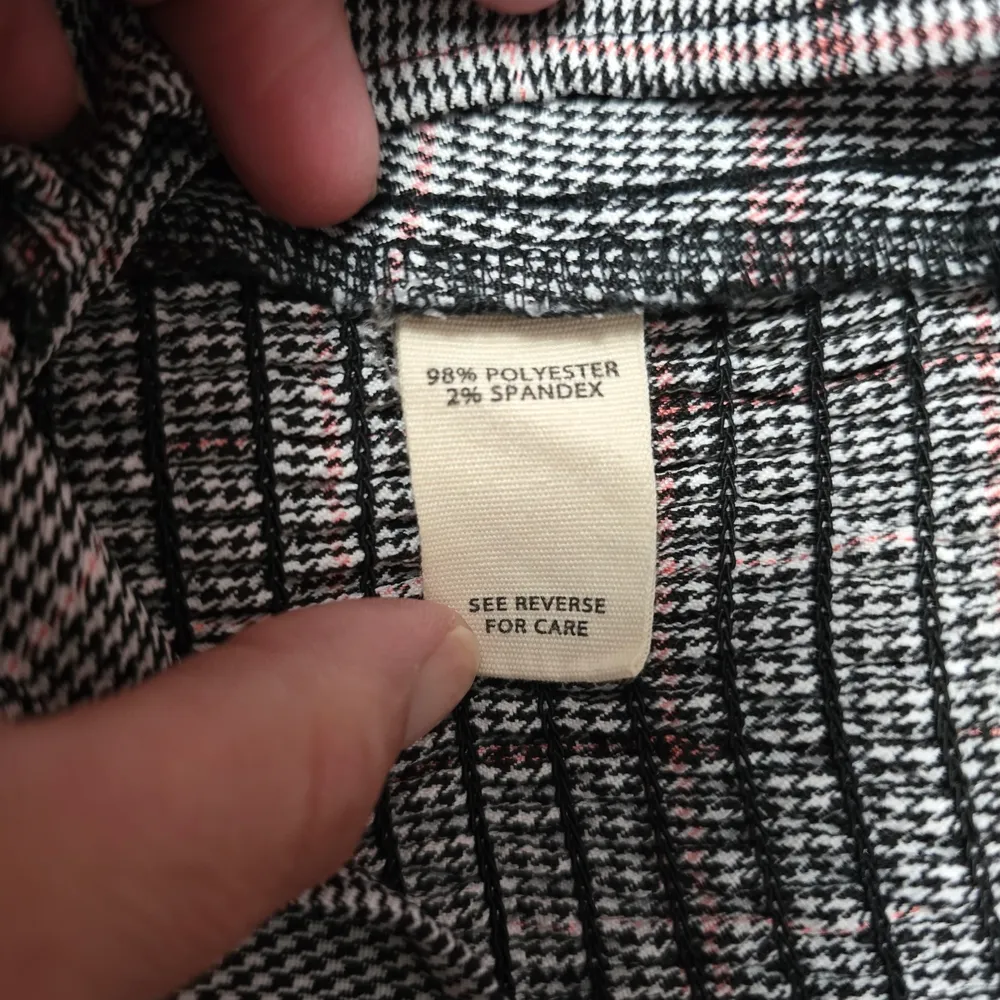 98% POLYESTER
2% SPANDEX
SEE REVERSE
FOR CARE